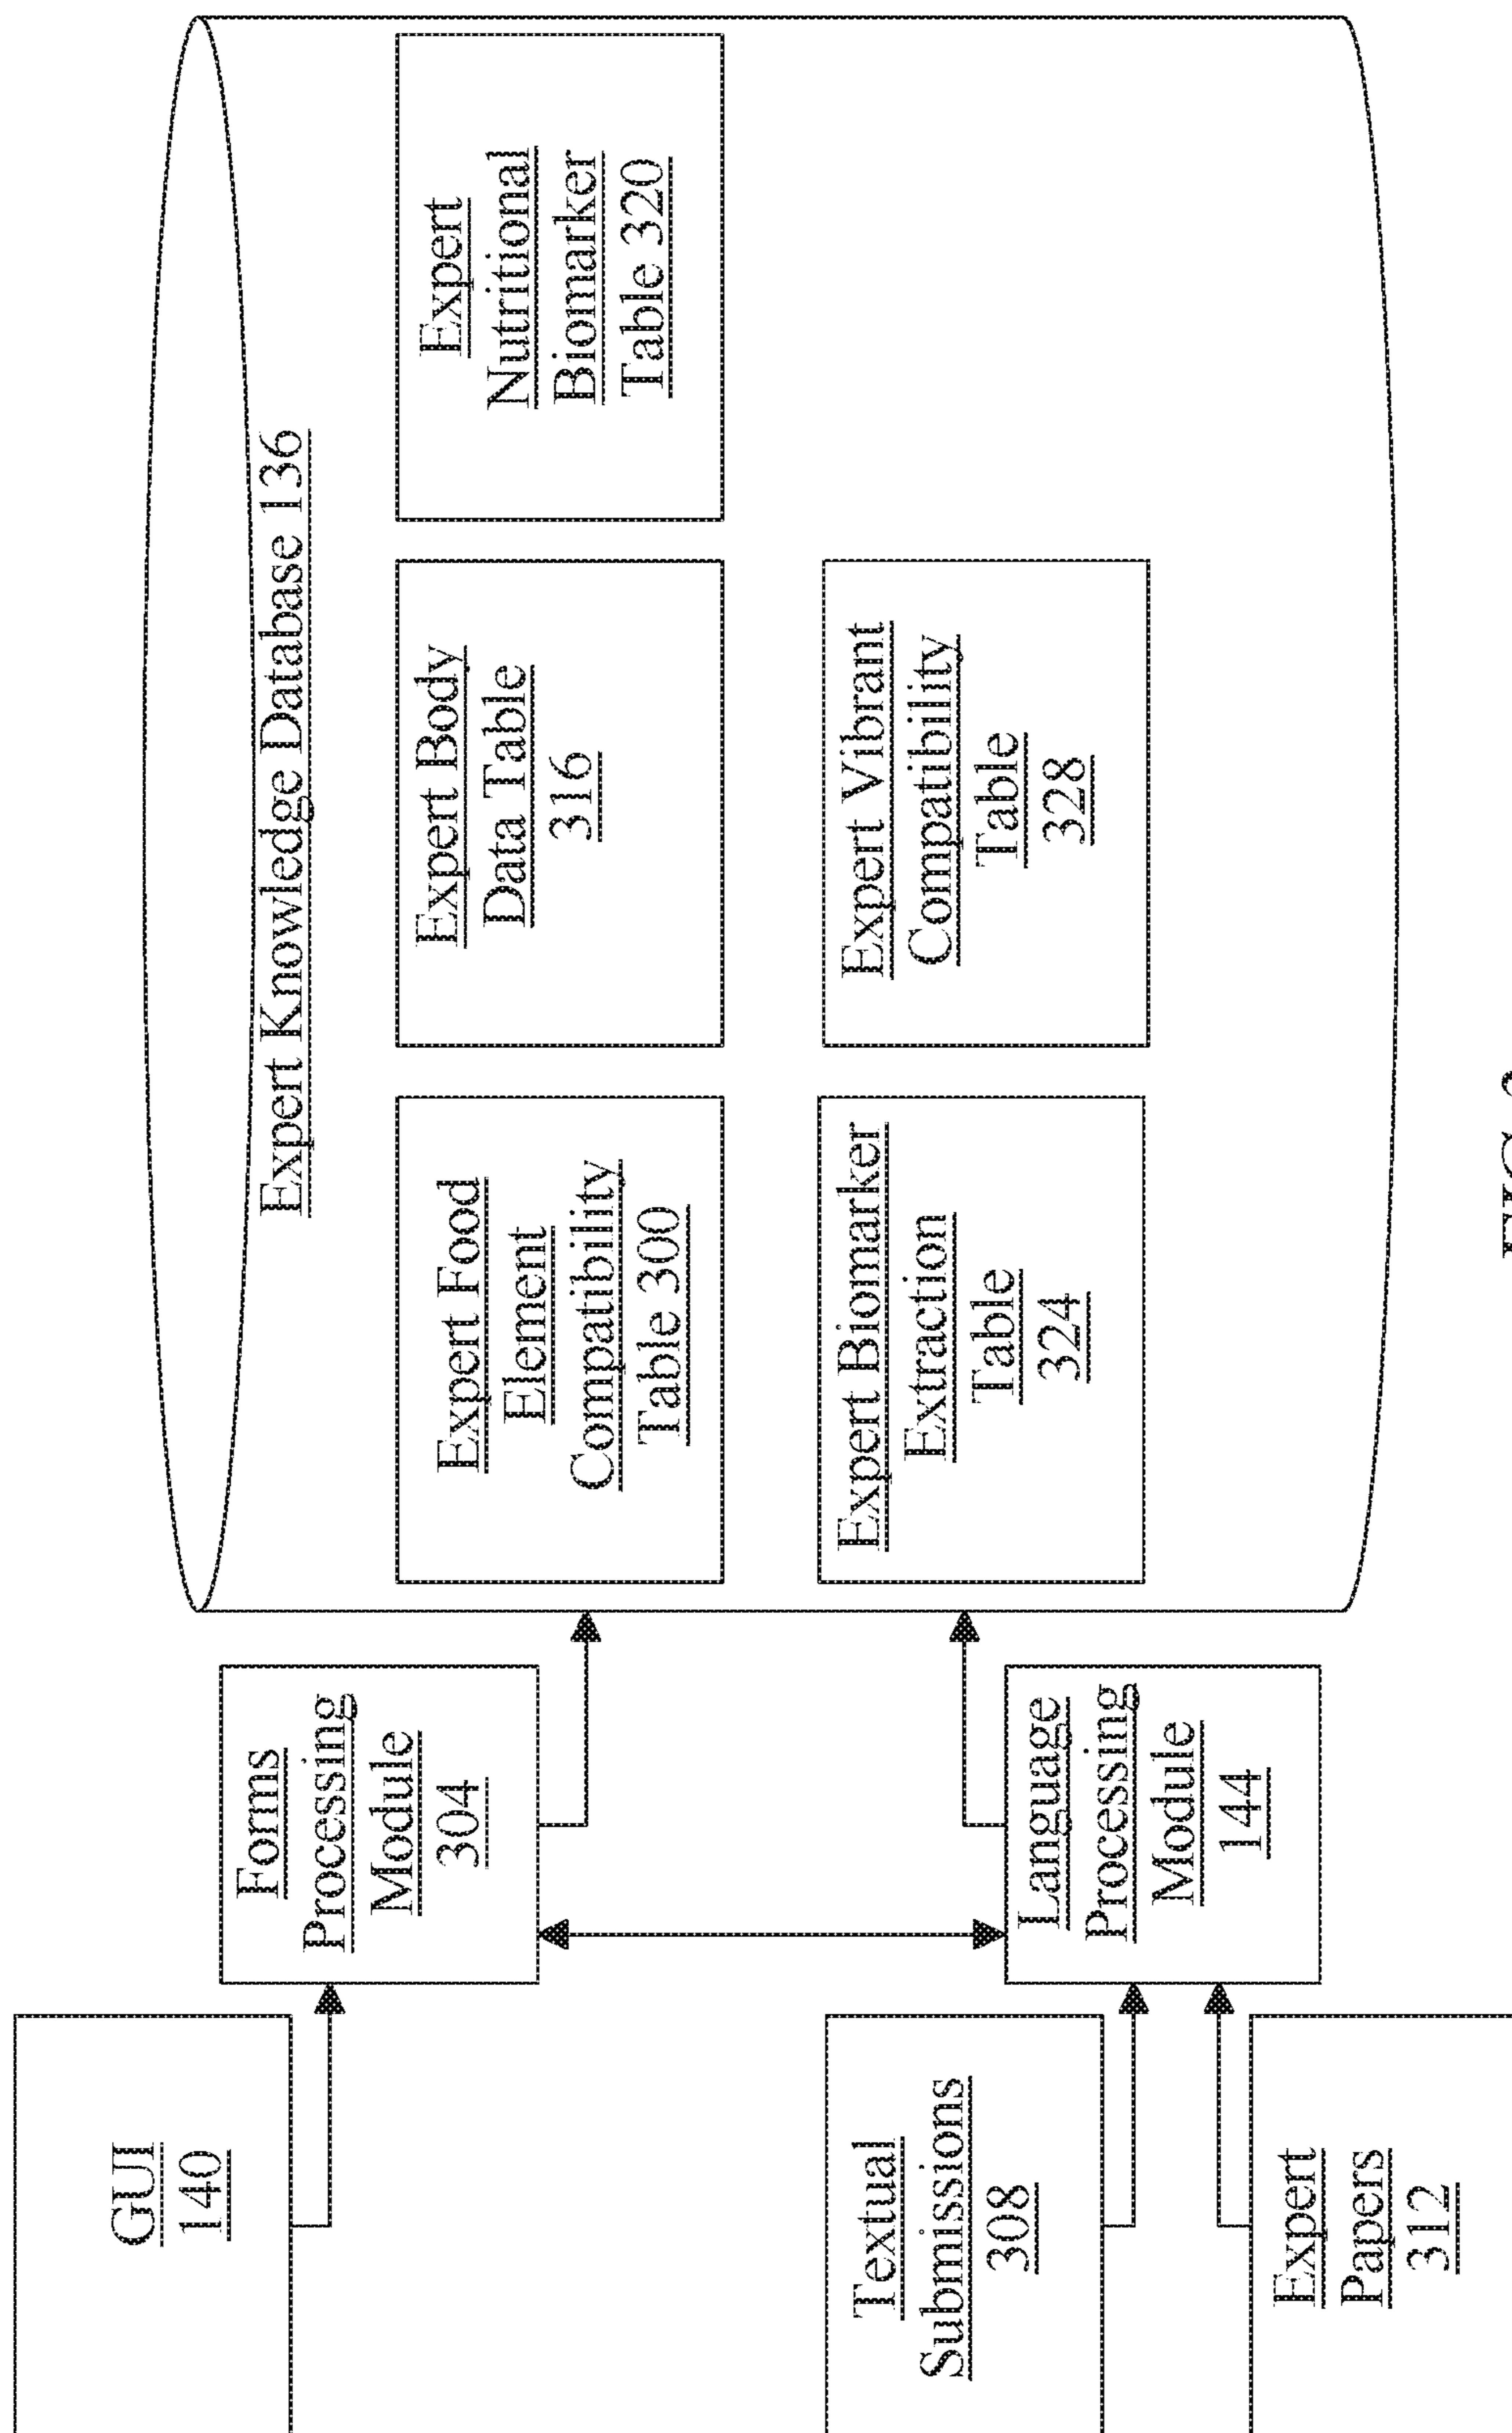 Expert Knowledge Database 136
GUI
140
Forms
Processing
Module
304
Expert Food
Element
Compatibility
Table 300
Expert Body
Data Table
316
Expert
Nutritional
Biomarker
Table 320
Textual
Submissions
308
Expert
Papers
312
Language
Processing
Module
144
Expert Biomarker
Extraction
Table
324
Expert Vibrant
Compatibility
Table
328